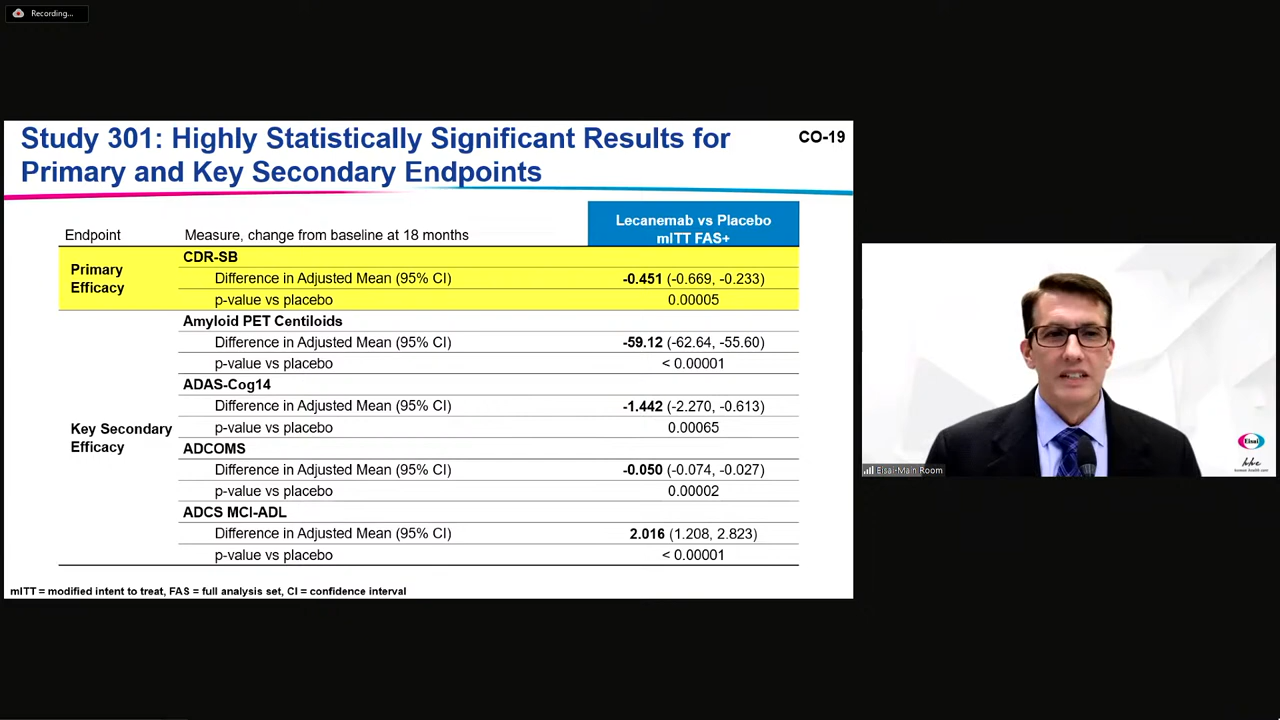 Recording...
Study 301: Highly Statistically Significant Results for
Primary and Key Secondary Endpoints
CO-19
Endpoint
Measure, change from baseline at 18 months
Lecanemab vs Placebo
mITT FAS+
Primary
Efficacy
CDR-SB
Difference in Adjusted Mean (95% CI) -0.451 (-0.669, -0.233)
p-value vs placebo 0.00005
Key Secondary
Efficacy
Amyloid PET Centiloids
Difference in Adjusted Mean (95% CI) -59.12 (-62.64, -55.60)
p-value vs placebo < 0.00001
ADAS-Cog14
Difference in Adjusted Mean (95% CI) -1.442 (-2.270, -0.613)
p-value vs placebo 0.00065
ADCOMS
Difference in Adjusted Mean (95% CI) -0.050 (-0.074, -0.027)
p-value vs placebo 0.00002
ADCS MCI-ADL
Difference in Adjusted Mean (95% CI) 2.016 (1.208, 2.823)
p-value vs placebo < 0.00001
mITT = modified intent to treat, FAS = full analysis set, CI = confidence interval
Eisai
Eisai-Main Room